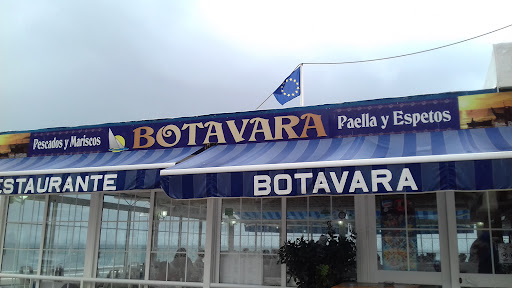 Pescados y Mariscos
BOTAVARA
Paella y Espetos
ESTAURANTE
BOTAVARA